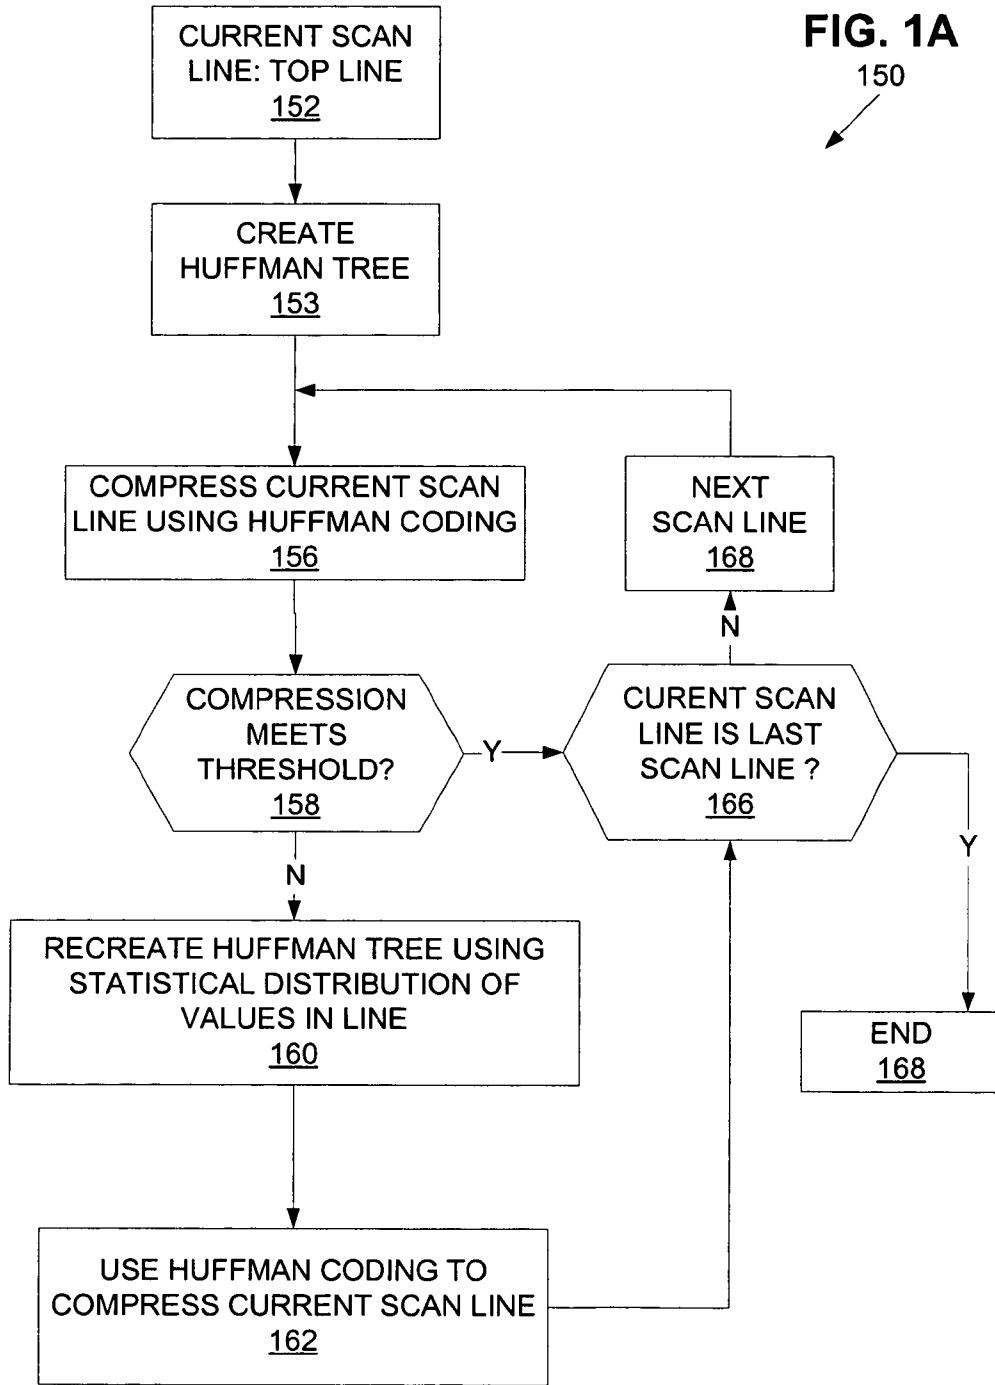 FIG. 1A
150
CURRENT SCAN
LINE: TOP LINE
152
CREATE
HUFFMAN TREE
153
COMPRESS CURRENT SCAN
LINE USING HUFFMAN CODING
156
NEXT
SCAN LINE
168
N
COMPRESSION
MEETS
THRESHOLD?
158
Y
CURENT SCAN
LINE IS LAST
SCAN LINE ?
166
Y
N
RECREATE HUFFMAN TREE USING
STATISTICAL DISTRIBUTION OF
VALUES IN LINE
160
END
168
USE HUFFMAN CODING TO
COMPRESS CURRENT SCAN LINE
162